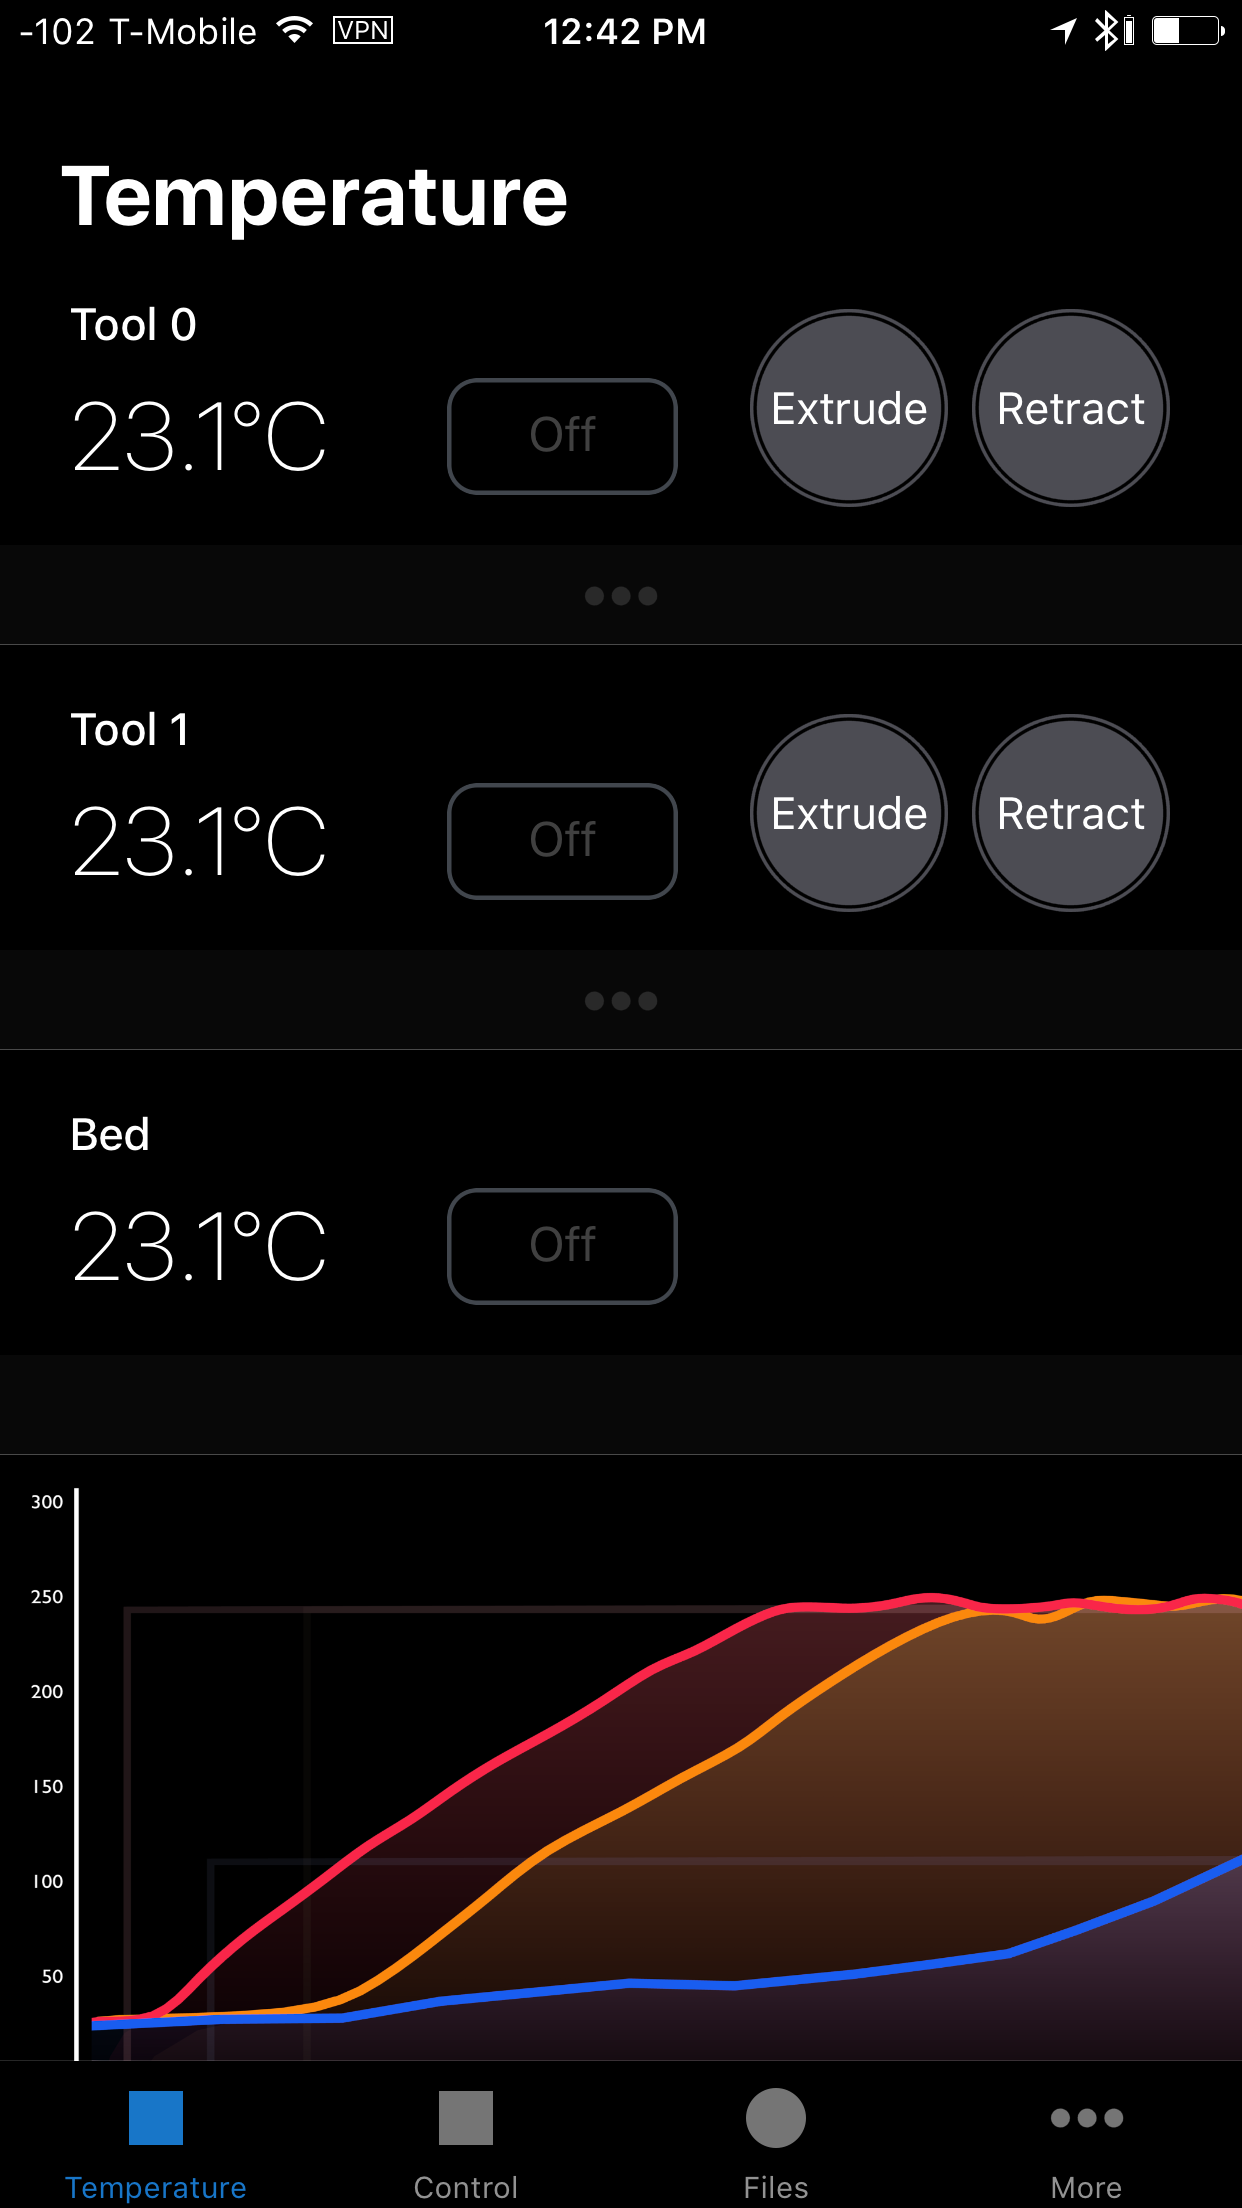 -102 T-Mobile VPN 12:42 PM
Temperature
Tool 0
23.1°C Off Extrude Retract
Tool 1
23.1°C Off Extrude Retract
Bed
23.1°C Off
300
250
200
150
100
50
Temperature Control Files More